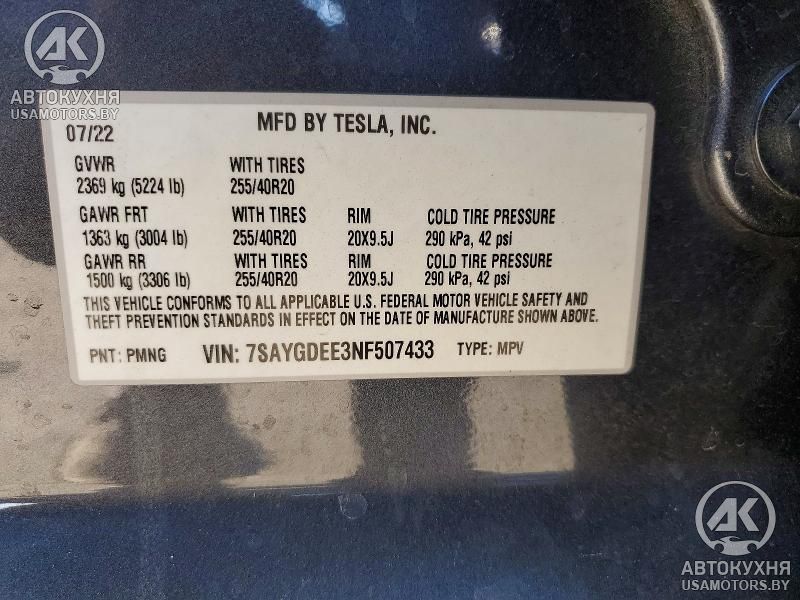 AK
АВТОКУХНЯ
USAMOTORS.BY
07/22 MFD BY TESLA, INC.
GVWR WITH TIRES
2369 kg (5224 lb) 255/40R20
GAWR FRT WITH TIRES RIM COLD TIRE PRESSURE
1363 kg (3004 lb) 255/40R20 20X9.5J 290 kPa, 42 psi
GAWR RR WITH TIRES RIM COLD TIRE PRESSURE
1500 kg (3306 lb) 255/40R20 20X9.5J 290 kPa, 42 psi
THIS VEHICLE CONFORMS TO ALL APPLICABLE U.S. FEDERAL MOTOR VEHICLE SAFETY AND
THEFT PREVENTION STANDARDS IN EFFECT ON THE DATE OF MANUFACTURE SHOWN ABOVE.
PNT: PMNG VIN: 7SAYGDEE3NF507433 TYPE: MPV
AK
АВТОКУХНЯ
USAMOTORS.BY